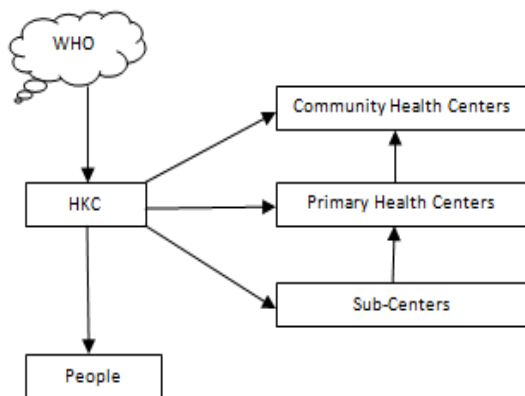 WHO
Community Health Centers
HKC
Primary Health Centers
Sub-Centers
People